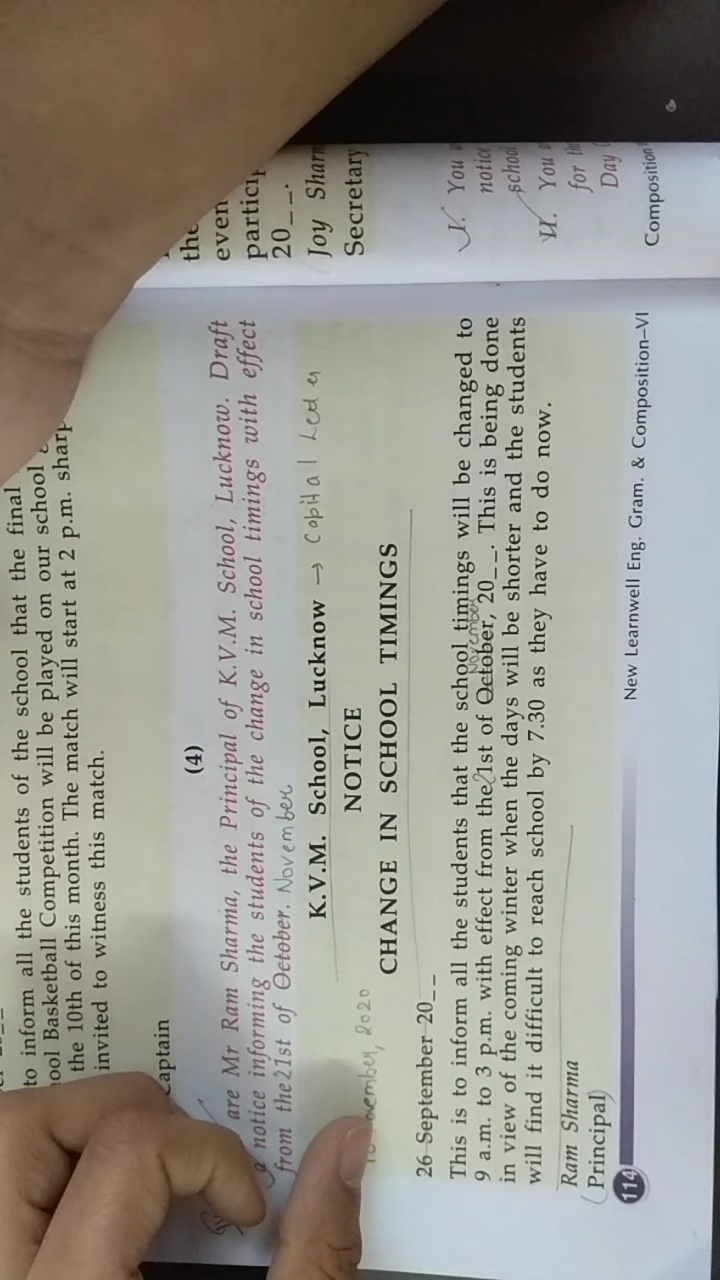 to inform all the students of the school that the final
ool Basketball Competition will be played on our school
the 10th of this month. The match will start at 2 p.m. sharp
invited to witness this match.
aptain
(4)
are Mr Ram Sharma, the Principal of K.V.M. School, Lucknow. Draft
a notice informing the students of the change in school timings with effect
from the 21st of October. November
K.V.M. School, Lucknow → Capital
NOTICE
CHANGE IN SCHOOL TIMINGS
vember, 2020
26 September 20__
This is to inform all the students that the school timings will be changed to
9 a.m. to 3 p.m. with effect from the 21st of October, November 20__. This is being done
in view of the coming winter when the days will be shorter and the students
will find it difficult to reach school by 7.30 as they have to do now.
Ram Sharma
(Principal)
114
New Learnwell Eng. Gram. & Composition–VI
the
even
particip
20__.
Joy Sharm
Secretary
I. You
notice
school
II. You
for th
Day
Composition